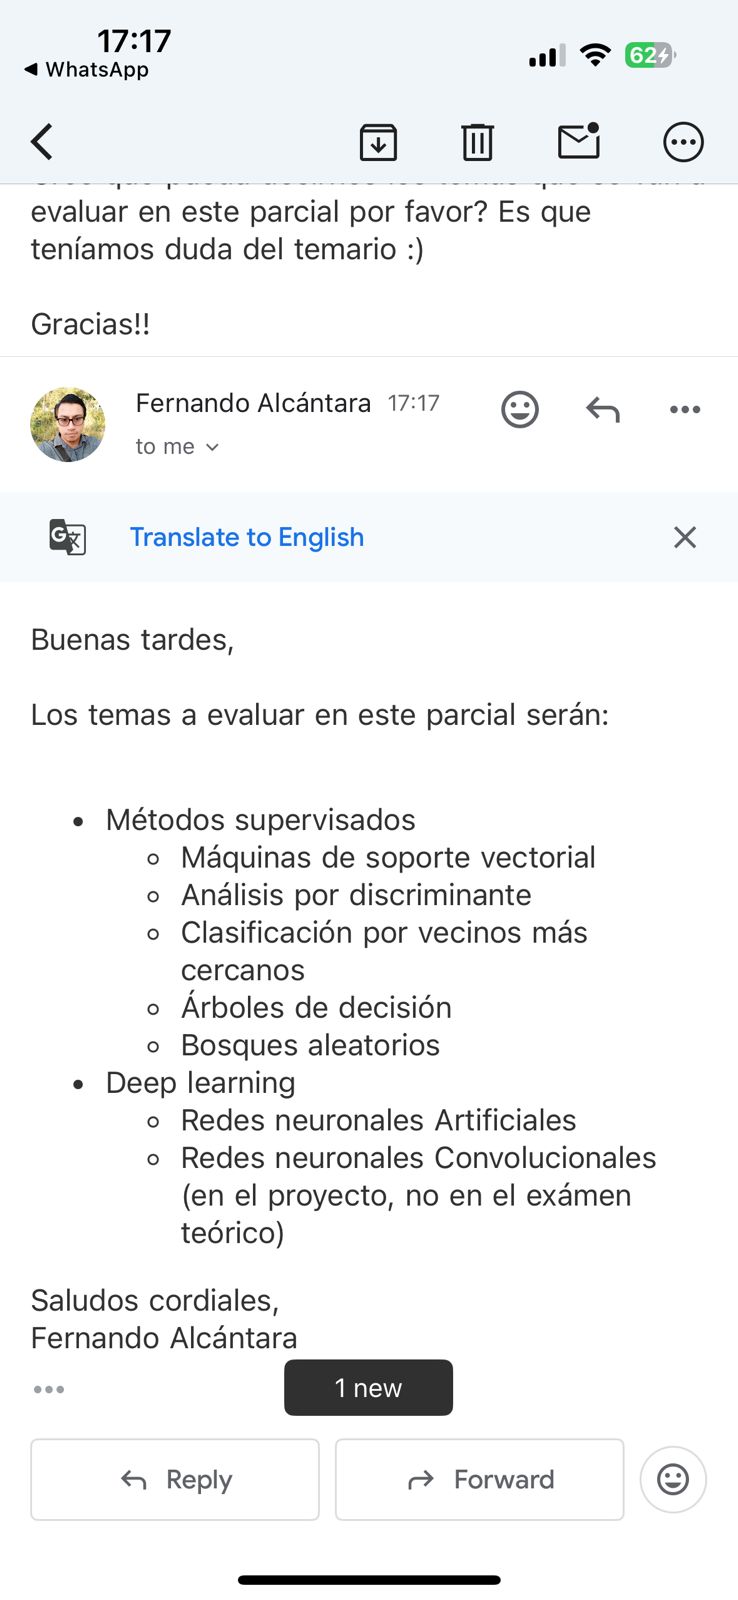 17:17
WhatsApp
62
evaluar en este parcial por favor? Es que
teníamos duda del temario :)
Gracias!!
Fernando Alcántara 17:17
to me
Translate to English
Buenas tardes,
Los temas a evaluar en este parcial serán:
• Métodos supervisados
◦ Máquinas de soporte vectorial
◦ Análisis por discriminante
◦ Clasificación por vecinos más
cercanos
◦ Árboles de decisión
◦ Bosques aleatorios
• Deep learning
◦ Redes neuronales Artificiales
◦ Redes neuronales Convolucionales
(en el proyecto, no en el exámen
teórico)
Saludos cordiales,
Fernando Alcántara
1 new
Reply
Forward